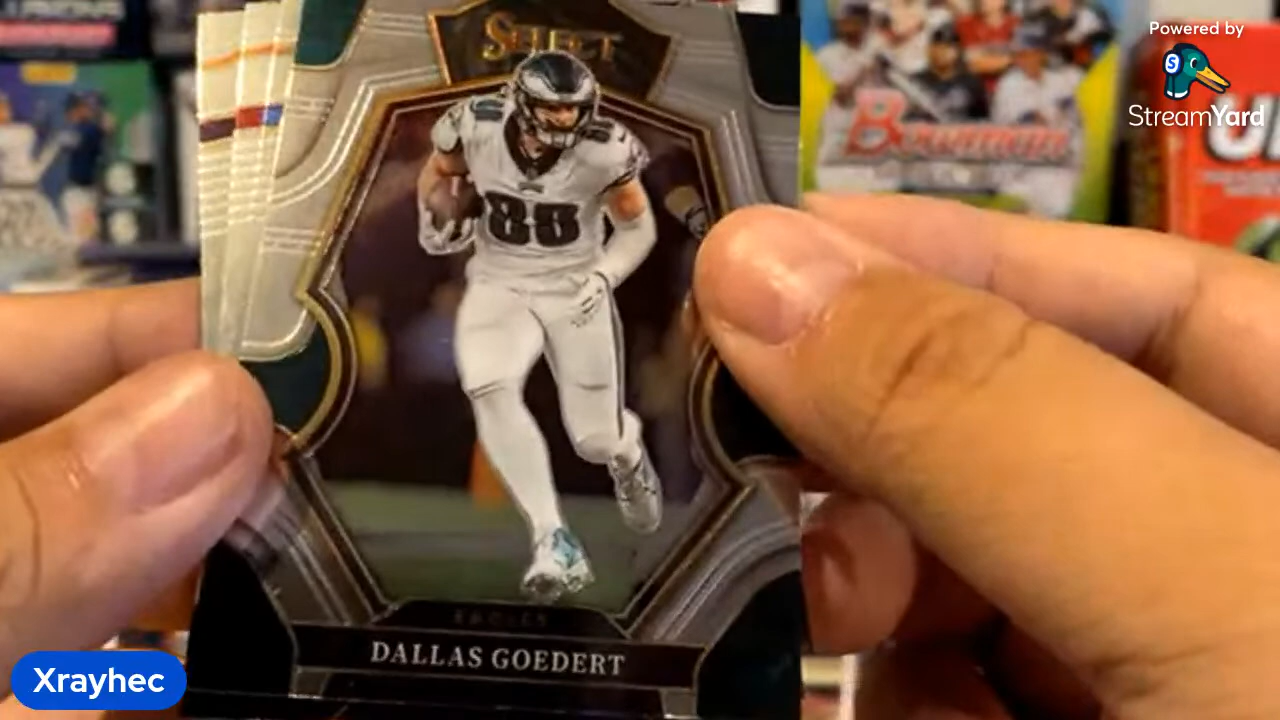 SELECT
Powered by
StreamYard
Bowman
88
EAGLES
DALLAS GOEDERT
Xrayhec